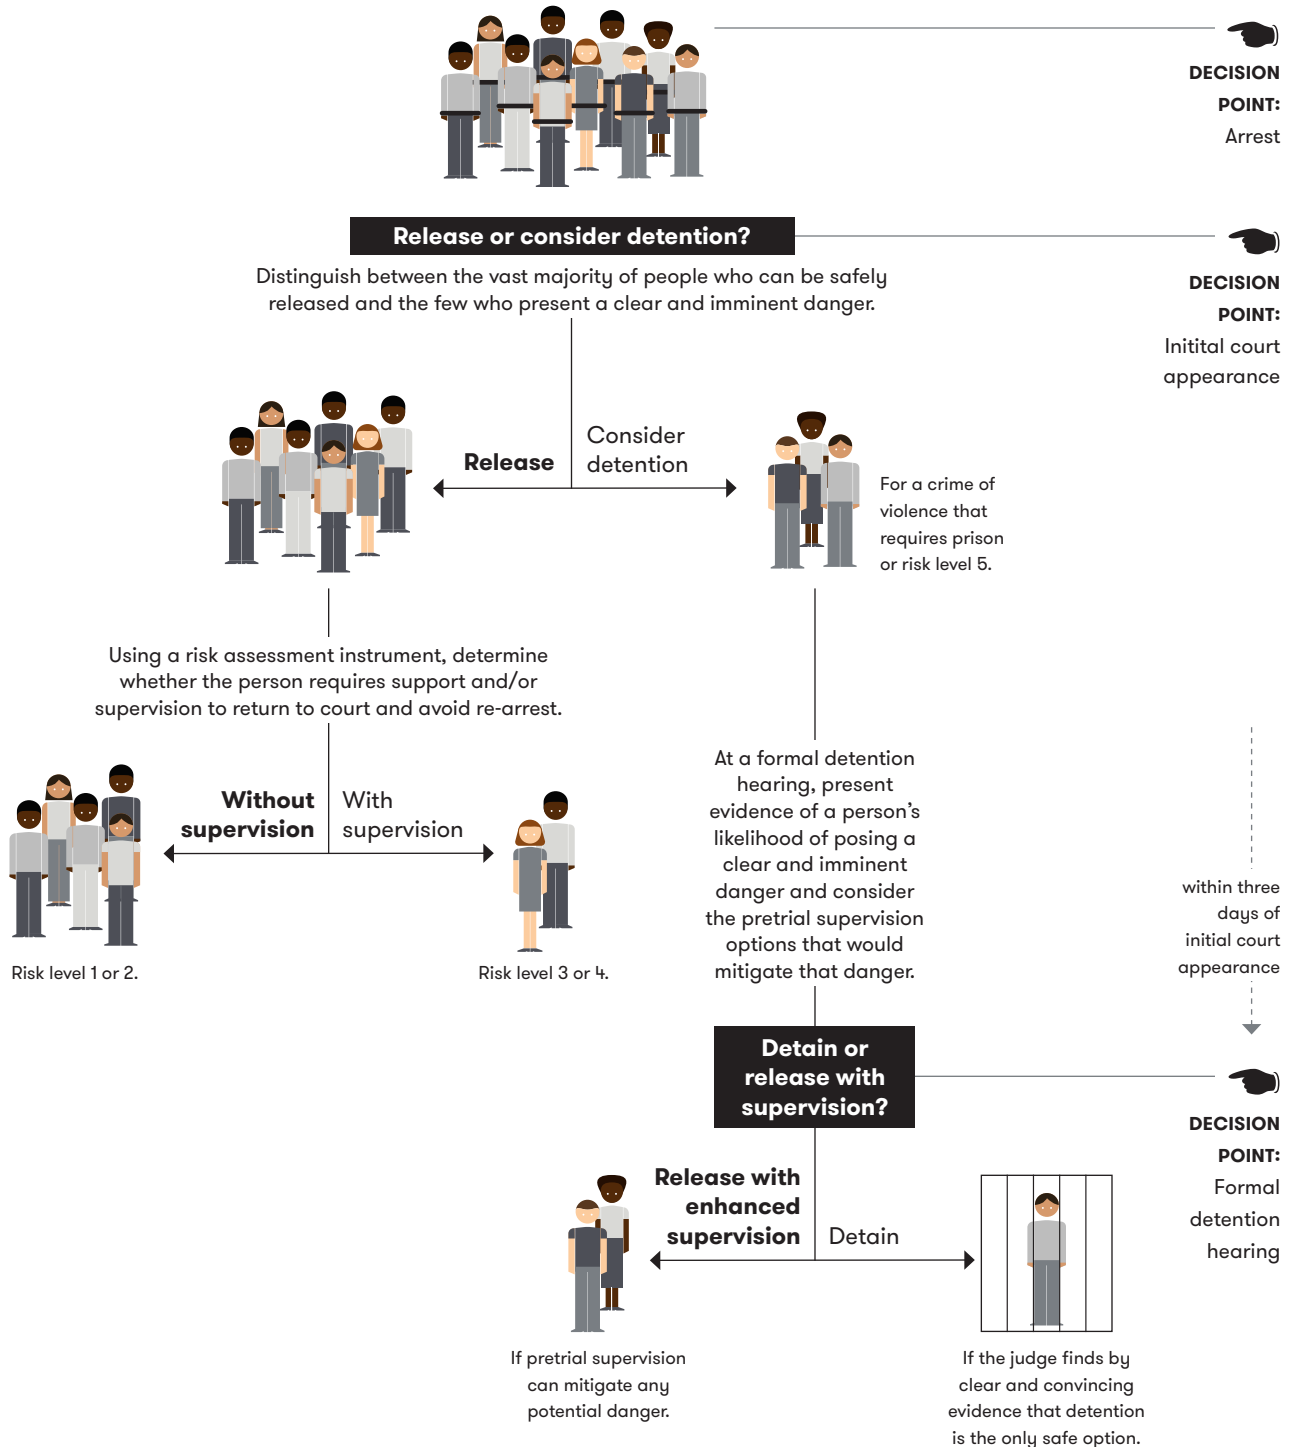 DECISION
POINT:
Arrest
Release or consider detention?
Distinguish between the vast majority of people who can be safely
released and the few who present a clear and imminent danger.
DECISION
POINT:
Initital court
appearance
Release
Consider
detention
For a crime of
violence that
requires prison
or risk level 5.
Using a risk assessment instrument, determine
whether the person requires support and/or
supervision to return to court and avoid re-arrest.
Without
supervision
With
supervision
Risk level 1 or 2.
Risk level 3 or 4.
At a formal detention
hearing, present
evidence of a person’s
likelihood of posing a
clear and imminent
danger and consider
the pretrial supervision
options that would
mitigate that danger.
within three
days of
initial court
appearance
Detain or
release with
supervision?
DECISION
POINT:
Formal
detention
hearing
Release with
enhanced
supervision
Detain
If pretrial supervision
can mitigate any
potential danger.
If the judge finds by
clear and convincing
evidence that detention
is the only safe option.